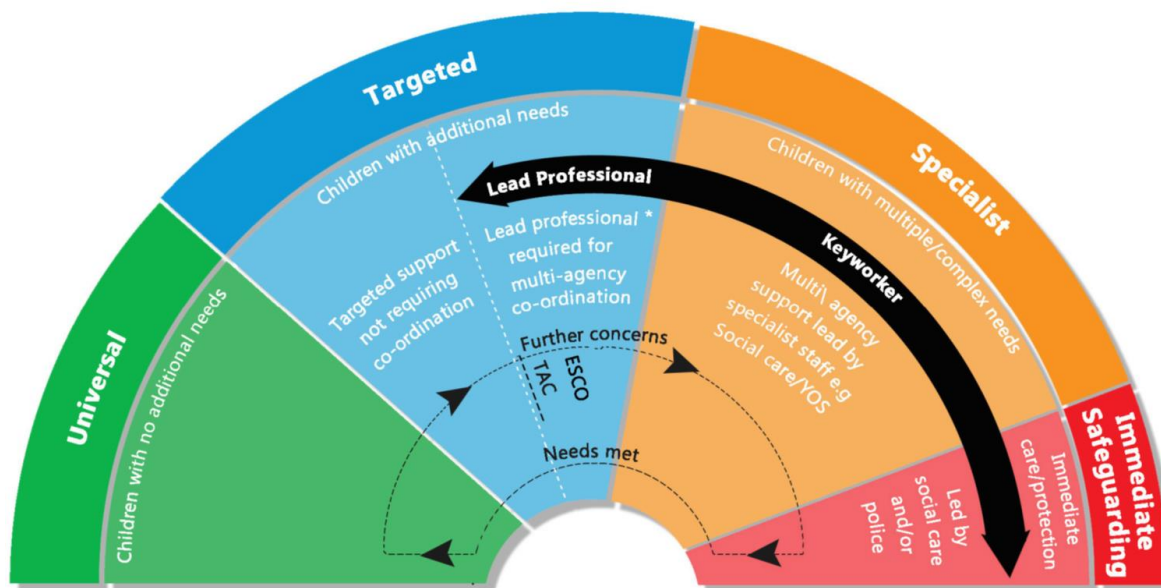 Universal
Children with no additional needs
Targeted
Children with additional needs
Targeted support
not requiring
co-ordination
Lead professional *
required for
multi-agency
co-ordination
Lead Professional
Keyworker
Further concerns
ESCO
TAC
Needs met
Specialist
Children with multiple/complex needs
Multi\ agency
support lead by
specialist staff e.g
Social care/YOS
Immediate
Safeguarding
Immediate
care/protection
Led by
social care
and/or
police